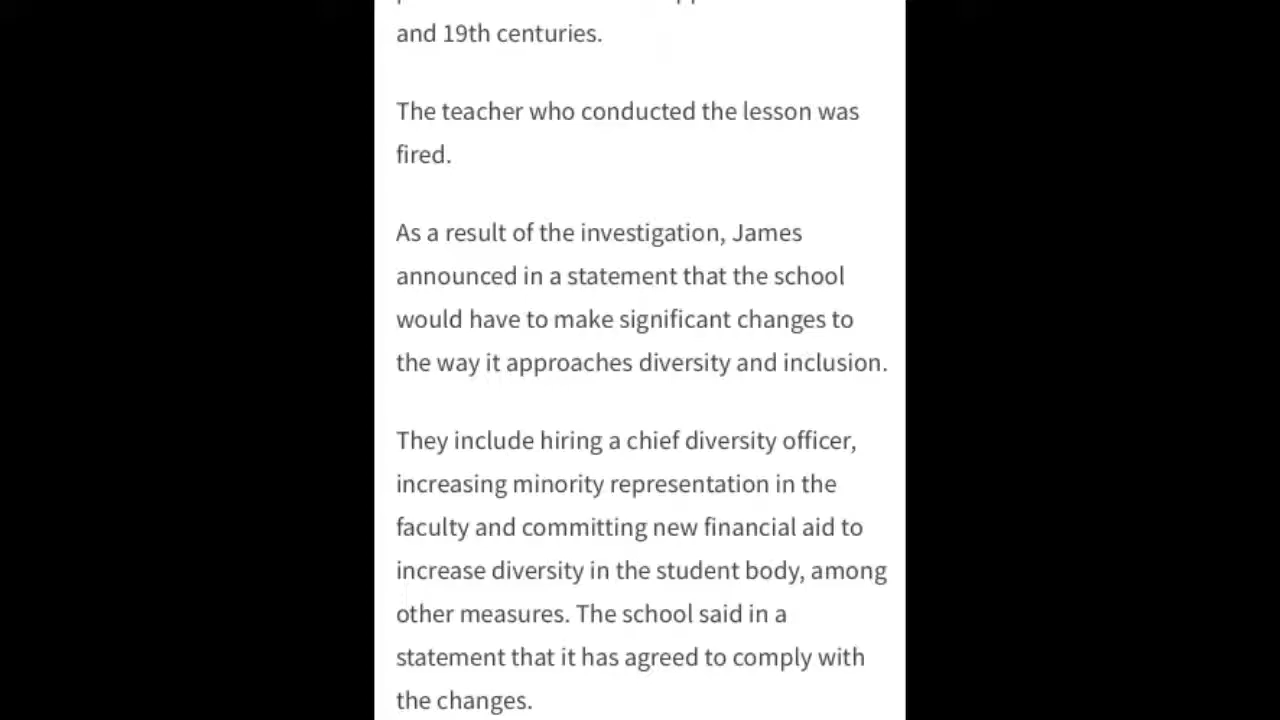 and 19th centuries.
The teacher who conducted the lesson was
fired.
As a result of the investigation, James
announced in a statement that the school
would have to make significant changes to
the way it approaches diversity and inclusion.
They include hiring a chief diversity officer,
increasing minority representation in the
faculty and committing new financial aid to
increase diversity in the student body, among
other measures. The school said in a
statement that it has agreed to comply with
the changes.